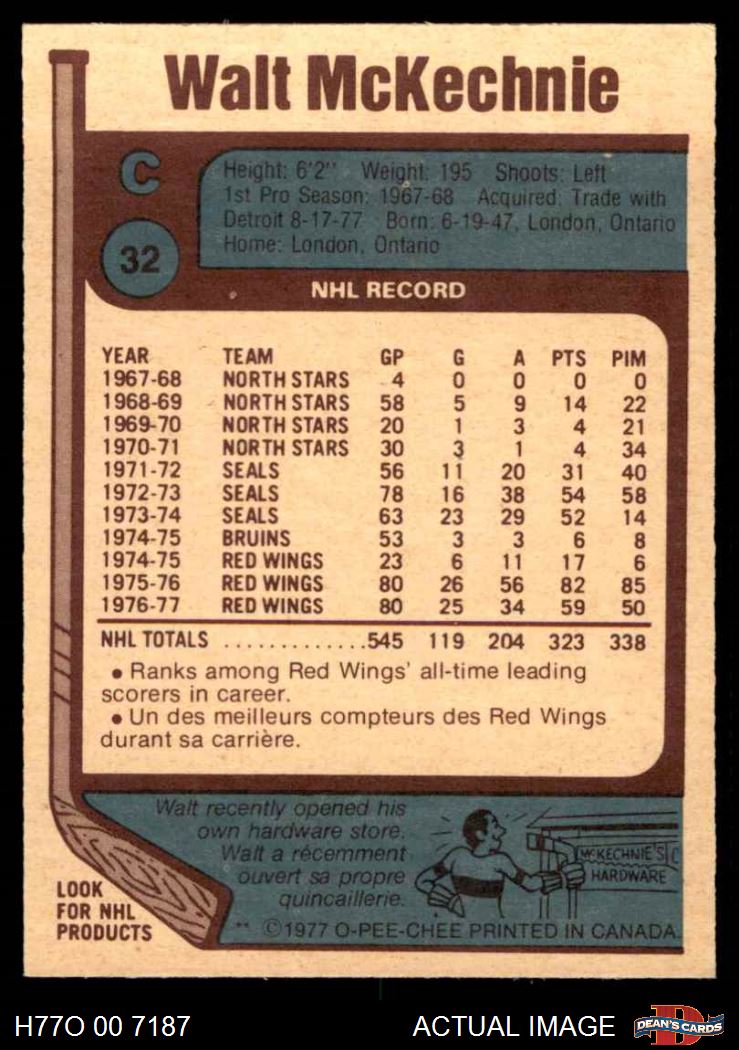 Walt McKechnie
C
32
Height: 6'2" Weight: 195 Shoots: Left
1st Pro Season: 1967-68 Acquired: Trade with
Detroit 8-17-77 Born: 6-19-47, London, Ontario
Home: London, Ontario
NHL RECORD
YEAR TEAM GP G A PTS PIM
1967-68 NORTH STARS 4 0 0 0 0
1968-69 NORTH STARS 58 5 9 14 22
1969-70 NORTH STARS 20 1 3 4 21
1970-71 NORTH STARS 30 3 1 4 34
1971-72 SEALS 56 11 20 31 40
1972-73 SEALS 78 16 38 54 58
1973-74 SEALS 63 23 29 52 14
1974-75 BRUINS 53 3 3 6 8
1974-75 RED WINGS 23 6 11 17 6
1975-76 RED WINGS 80 26 56 82 85
1976-77 RED WINGS 80 25 34 59 50
NHL TOTALS .............545 119 204 323 338
• Ranks among Red Wings' all-time leading
scorers in career.
• Un des meilleurs compteurs des Red Wings
durant sa carrière.
Walt recently opened his
own hardware store.
Walt a récemment
ouvert sa propre
quincaillerie.
McKECHNIE'S C
HARDWARE
LOOK
FOR NHL
PRODUCTS
** ©1977 O-PEE-CHEE PRINTED IN CANADA
H77O 00 7187
ACTUAL IMAGE
D
DEAN'S CARDS